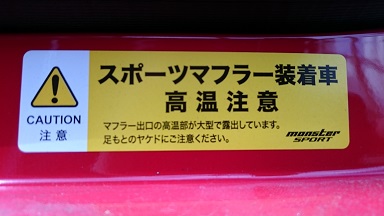 CAUTION
注意
スポーツマフラー装着車
高温注意
マフラー出口の高温部が大型で露出しています。
足もとのヤケドにご注意ください。
monster
SPORT